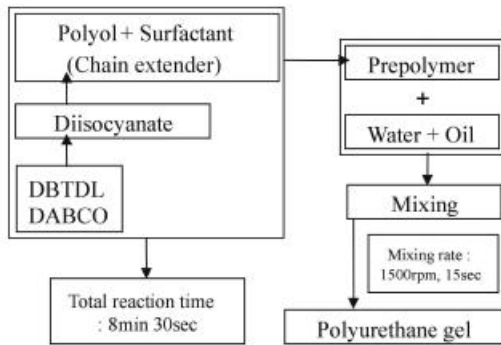 Polyol + Surfactant
(Chain extender)
Diisocyanate
DBTDL
DABCO
Total reaction time
: 8min 30sec
Prepolymer
+
Water + Oil
Mixing
Mixing rate :
1500rpm, 15sec
Polyurethane gel